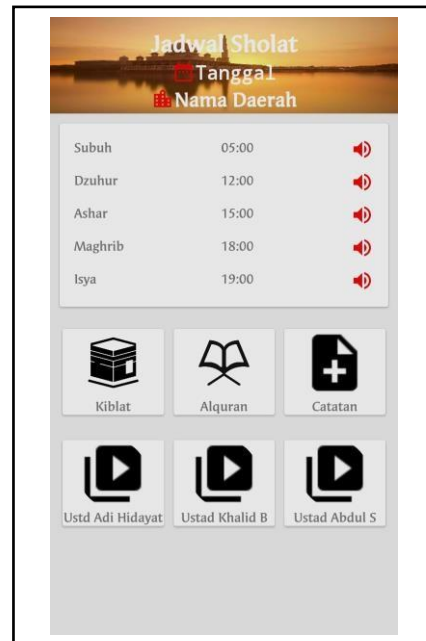 Jadwal Sholat
Tanggal
Nama Daerah
Subuh 05:00
Dzuhur 12:00
Ashar 15:00
Maghrib 18:00
Isya 19:00
Kiblat Alquran Catatan
Ustd Adi Hidayat Ustad Khalid B Ustad Abdul S